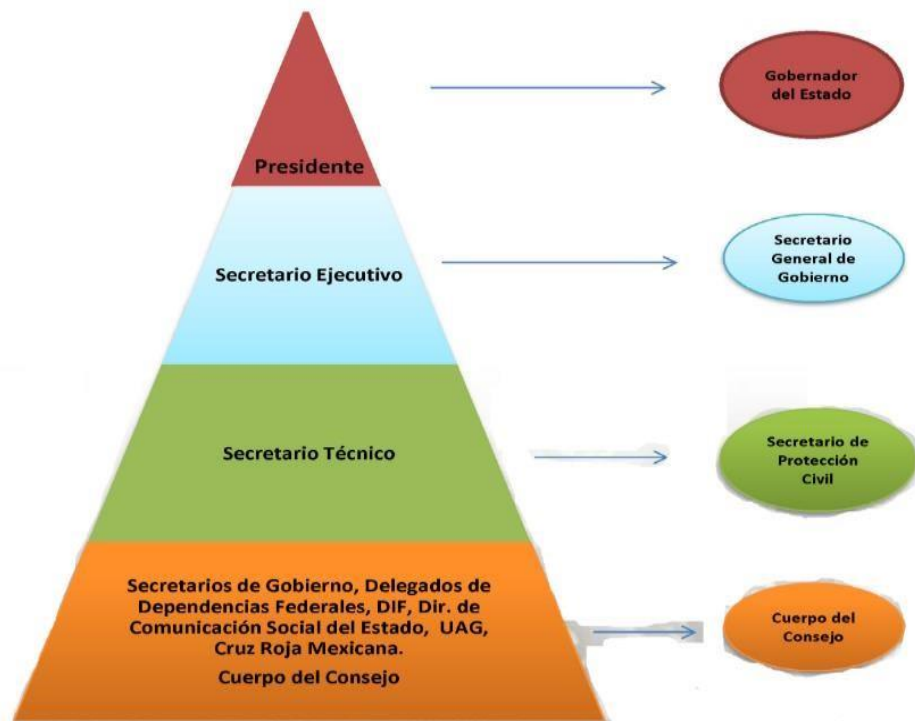 Presidente
Gobernador
del Estado
Secretario Ejecutivo
Secretario
General de
Gobierno
Secretario Técnico
Secretario de
Protección
Civil
Secretarios de Gobierno, Delegados de
Dependencias Federales, DIF, Dir. de
Comunicación Social del Estado, UAG,
Cruz Roja Mexicana.
Cuerpo del Consejo
Cuerpo del
Consejo